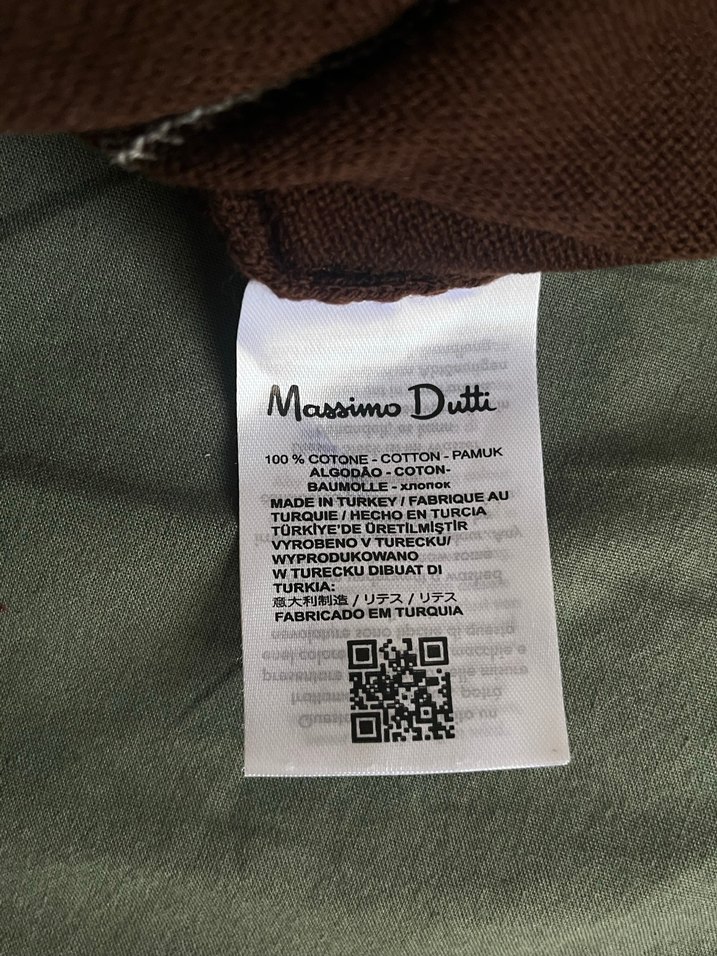 Massimo Dutti
100 % COTONE - COTTON - PAMUK
ALGODÃO - COTON-
BAUMOLLE - хлопок
MADE IN TURKEY / FABRIQUE AU
TURQUIE / HECHO EN TURCIA
TÜRKİYE'DE ÜRETİLMİŞTİR
VYROBENO V TURECKU/
WYPRODUKOWANO
W TURECKU DIBUAT DI
TURKIA:
意大利制造 / リテス / リテス
FABRICADO EM TURQUIA